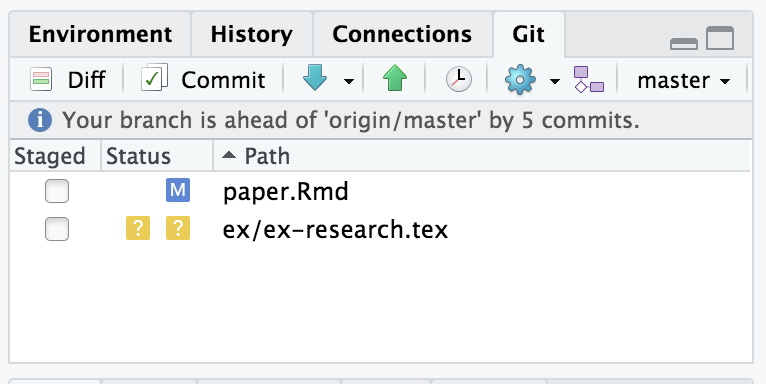 Environment History Connections Git
Diff Commit master
i Your branch is ahead of 'origin/master' by 5 commits.
Staged Status Path
M paper.Rmd
? ? ex/ex-research.tex